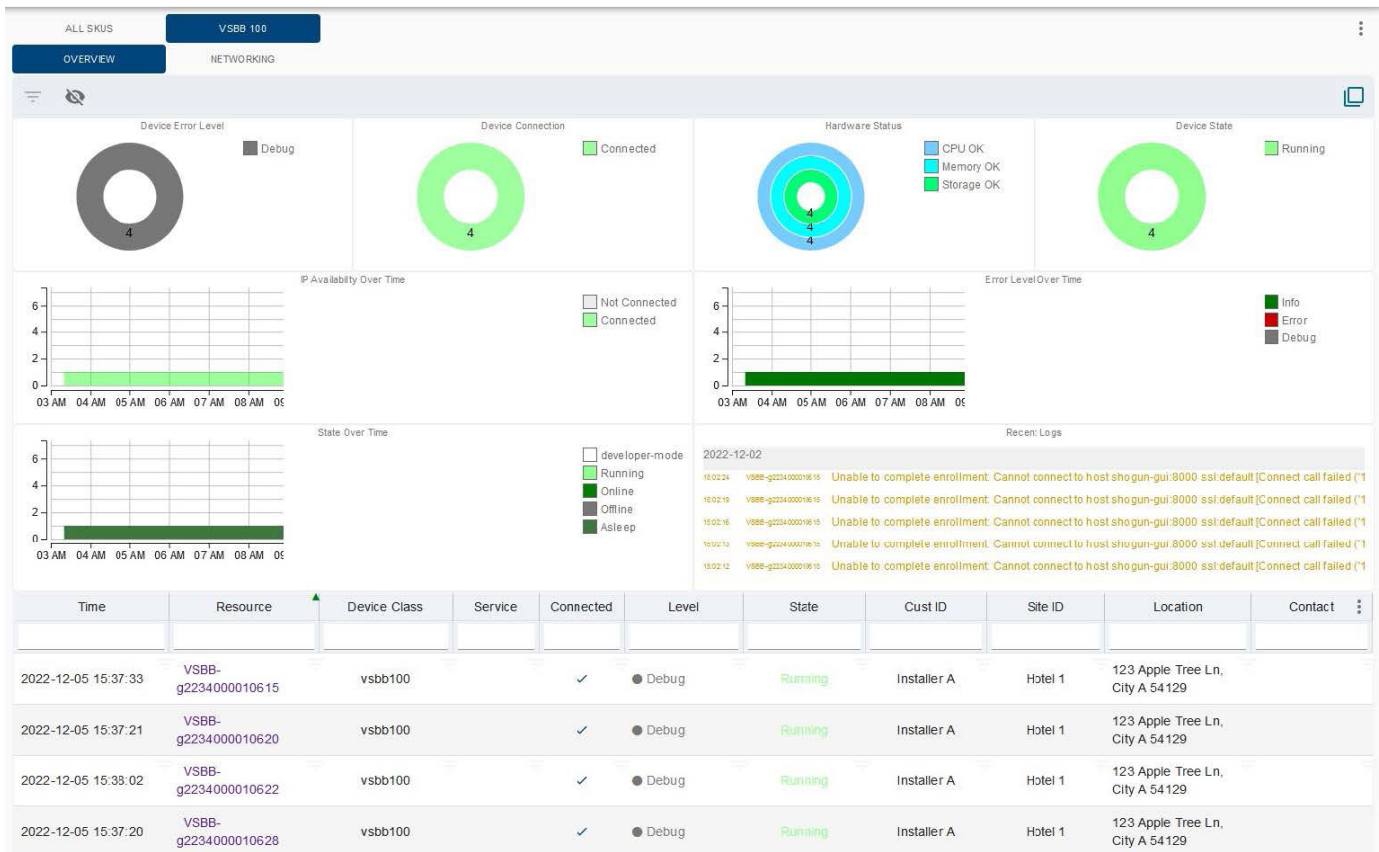 ALL SKUS
VSBB 100
OVERVIEW
NETWORKING
Device Error Level
Debug
4
Device Connection
Connected
4
Hardware Status
CPU OK
Memory OK
Storage OK
4
4
4
Device State
Running
4
IP Availabilty Over Time
Not Connected
Connected
6
4
2
0
03 AM 04 AM 05 AM 06 AM 07 AM 08 AM 09
Error Level Over Time
Info
Error
Debug
6
4
2
0
03 AM 04 AM 05 AM 06 AM 07 AM 08 AM 09
State Over Time
developer-mode
Running
Online
Offline
Asleep
6
4
2
0
03 AM 04 AM 05 AM 06 AM 07 AM 08 AM 09
Recent Logs
2022-12-02
Unable to complete enrollment: Cannot connect to host shogun-gui:8000 ssl:default [Connect call failed ('1
Unable to complete enrollment: Cannot connect to host shogun-gui:8000 ssl:default [Connect call failed ('1
Unable to complete enrollment: Cannot connect to host shogun-gui:8000 ssl:default [Connect call failed ('1
Unable to complete enrollment: Cannot connect to host shogun-gui:8000 ssl:default [Connect call failed ('1
Unable to complete enrollment: Cannot connect to host shogun-gui:8000 ssl:default [Connect call failed ('1
Time Resource Device Class Service Connected Level State Cust ID Site ID Location Contact
2022-12-05 15:37:33 VSBB-g2234000010615 vsbb100 Debug Running Installer A Hotel 1 123 Apple Tree Ln, City A 54129
2022-12-05 15:37:21 VSBB-g2234000010620 vsbb100 Debug Running Installer A Hotel 1 123 Apple Tree Ln, City A 54129
2022-12-05 15:38:02 VSBB-g2234000010622 vsbb100 Debug Running Installer A Hotel 1 123 Apple Tree Ln, City A 54129
2022-12-05 15:37:20 VSBB-g2234000010628 vsbb100 Debug Running Installer A Hotel 1 123 Apple Tree Ln, City A 54129